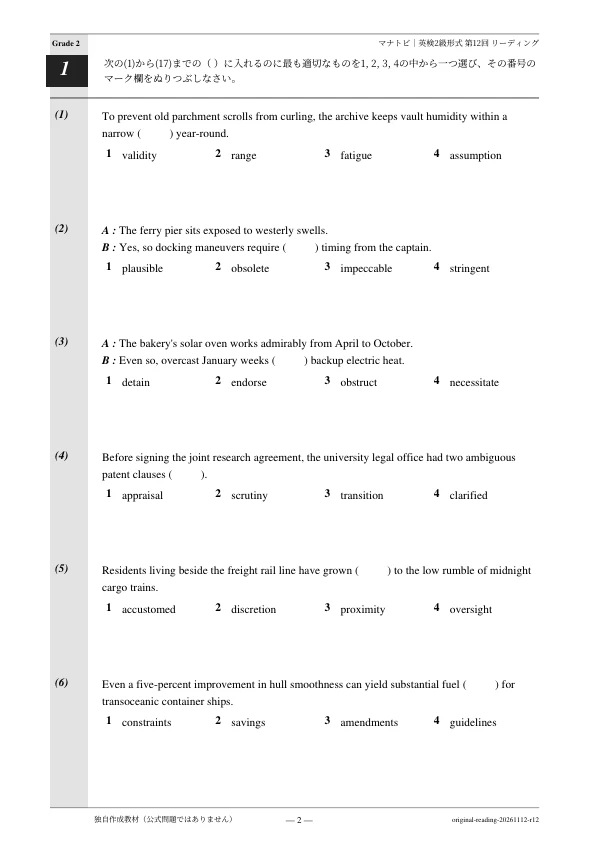 Grade 2
マナトビ｜英検2級形式 第12回 リーディング
1
次の(1)から(17)までの（ ）に入れるのに最も適切なものを1, 2, 3, 4の中から一つ選び、その番号の
マーク欄をぬりつぶしなさい。
(1)
To prevent old parchment scrolls from curling, the archive keeps vault humidity within a
narrow (          ) year-round.
1 validity 2 range 3 fatigue 4 assumption
(2)
A : The ferry pier sits exposed to westerly swells.
B : Yes, so docking maneuvers require (          ) timing from the captain.
1 plausible 2 obsolete 3 impeccable 4 stringent
(3)
A : The bakery's solar oven works admirably from April to October.
B : Even so, overcast January weeks (          ) backup electric heat.
1 detain 2 endorse 3 obstruct 4 necessitate
(4)
Before signing the joint research agreement, the university legal office had two ambiguous
patent clauses (          ).
1 appraisal 2 scrutiny 3 transition 4 clarified
(5)
Residents living beside the freight rail line have grown (          ) to the low rumble of midnight
cargo trains.
1 accustomed 2 discretion 3 proximity 4 oversight
(6)
Even a five-percent improvement in hull smoothness can yield substantial fuel (          ) for
transoceanic container ships.
1 constraints 2 savings 3 amendments 4 guidelines
独自作成教材（公式問題ではありません）
— 2 —
original-reading-20261112-r12